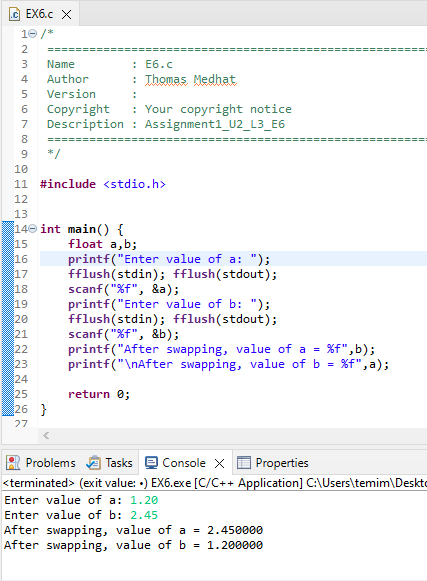 EX6.c
1 /*
2 ====================================================
3 Name : E6.c
4 Author : Thomas Medhat
5 Version :
6 Copyright : Your copyright notice
7 Description : Assignment1_U2_L3_E6
8 ====================================================
9 */
10
11 #include <stdio.h>
12
13
14 int main() {
15 float a,b;
16 printf("Enter value of a: ");
17 fflush(stdin); fflush(stdout);
18 scanf("%f", &a);
19 printf("Enter value of b: ");
20 fflush(stdin); fflush(stdout);
21 scanf("%f", &b);
22 printf("After swapping, value of a = %f",b);
23 printf("\nAfter swapping, value of b = %f",a);
24
25 return 0;
26 }
27
Problems Tasks Console Properties
<terminated> (exit value: •) EX6.exe [C/C++ Application] C:\Users\temim\Deskto
Enter value of a: 1.20
Enter value of b: 2.45
After swapping, value of a = 2.450000
After swapping, value of b = 1.200000